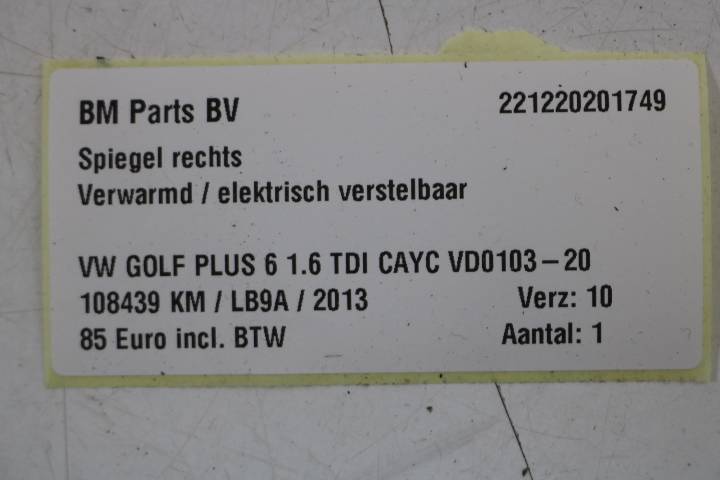 BM Parts BV 221220201749
Spiegel rechts
Verwarmd / elektrisch verstelbaar
VW GOLF PLUS 6 1.6 TDI CAYC VD0103-20
108439 KM / LB9A / 2013 Verz: 10
85 Euro incl. BTW Aantal: 1